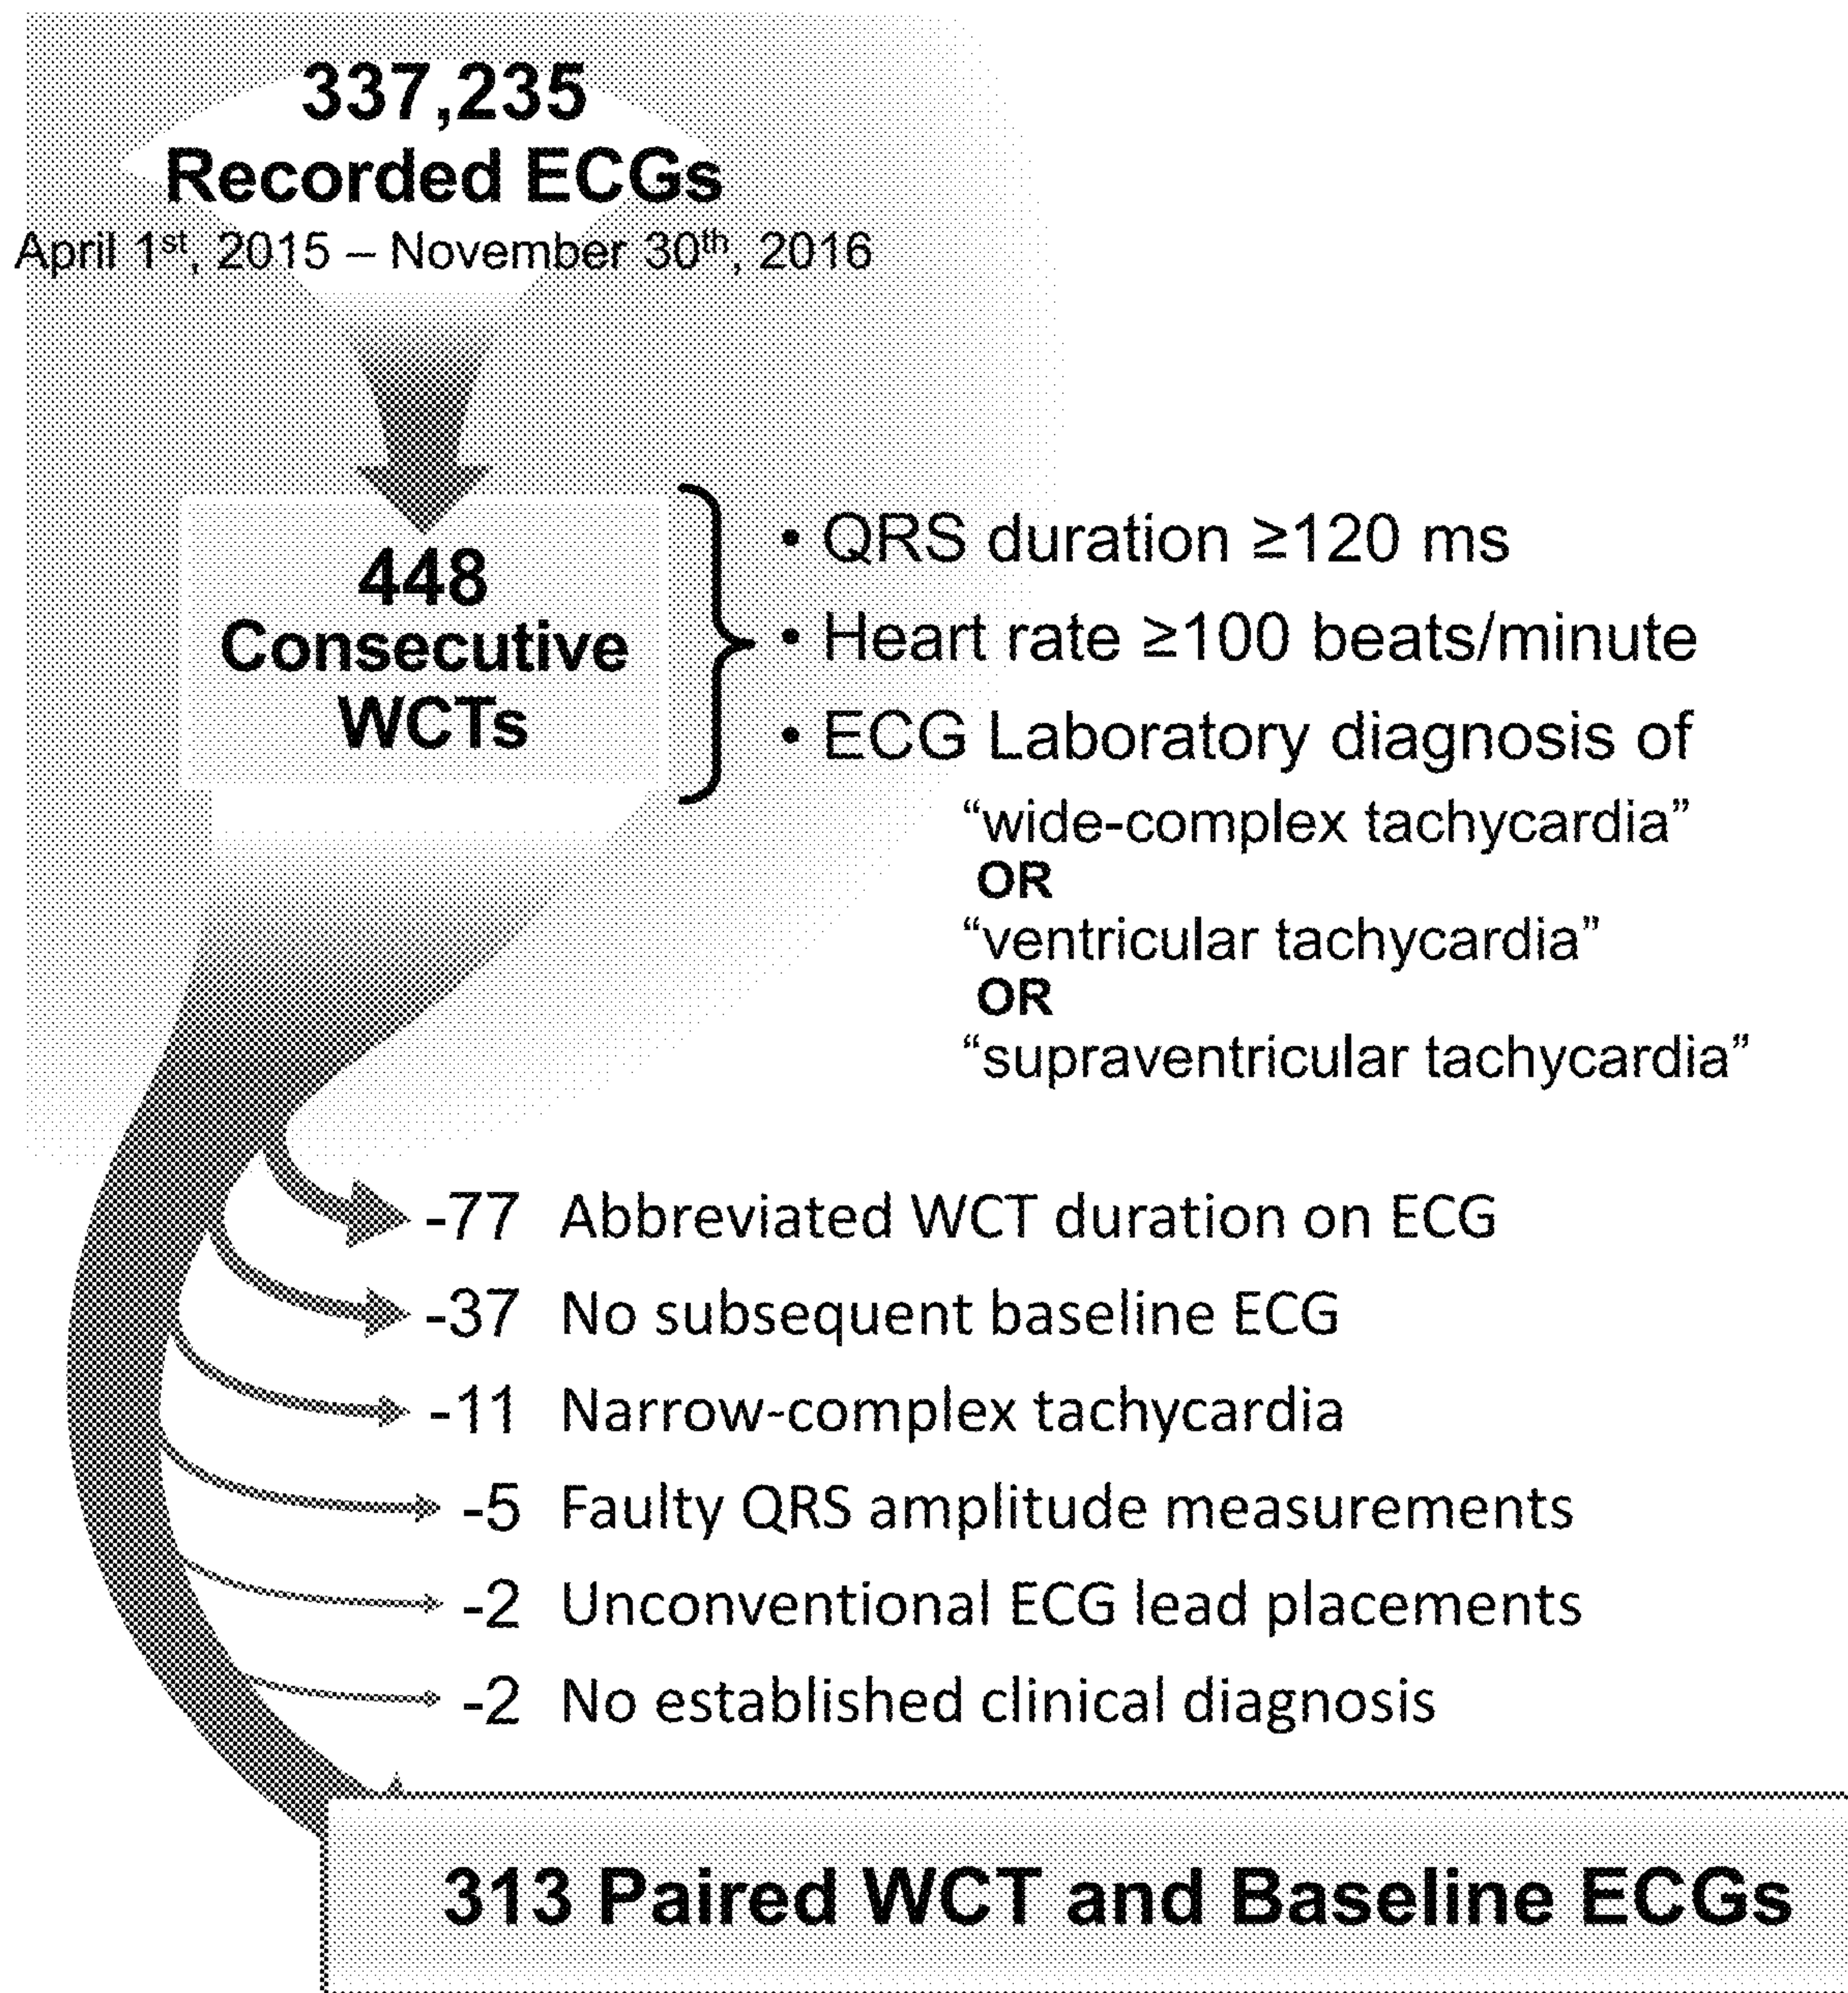 337,235
Recorded ECGs
April 1st, 2015 – November 30th, 2016
448
Consecutive
WCTs
• QRS duration ≥120 ms
• Heart rate ≥100 beats/minute
• ECG Laboratory diagnosis of
“wide-complex tachycardia”
OR
“ventricular tachycardia”
OR
“supraventricular tachycardia”
-77 Abbreviated WCT duration on ECG
-37 No subsequent baseline ECG
-11 Narrow-complex tachycardia
-5 Faulty QRS amplitude measurements
-2 Unconventional ECG lead placements
-2 No established clinical diagnosis
313 Paired WCT and Baseline ECGs